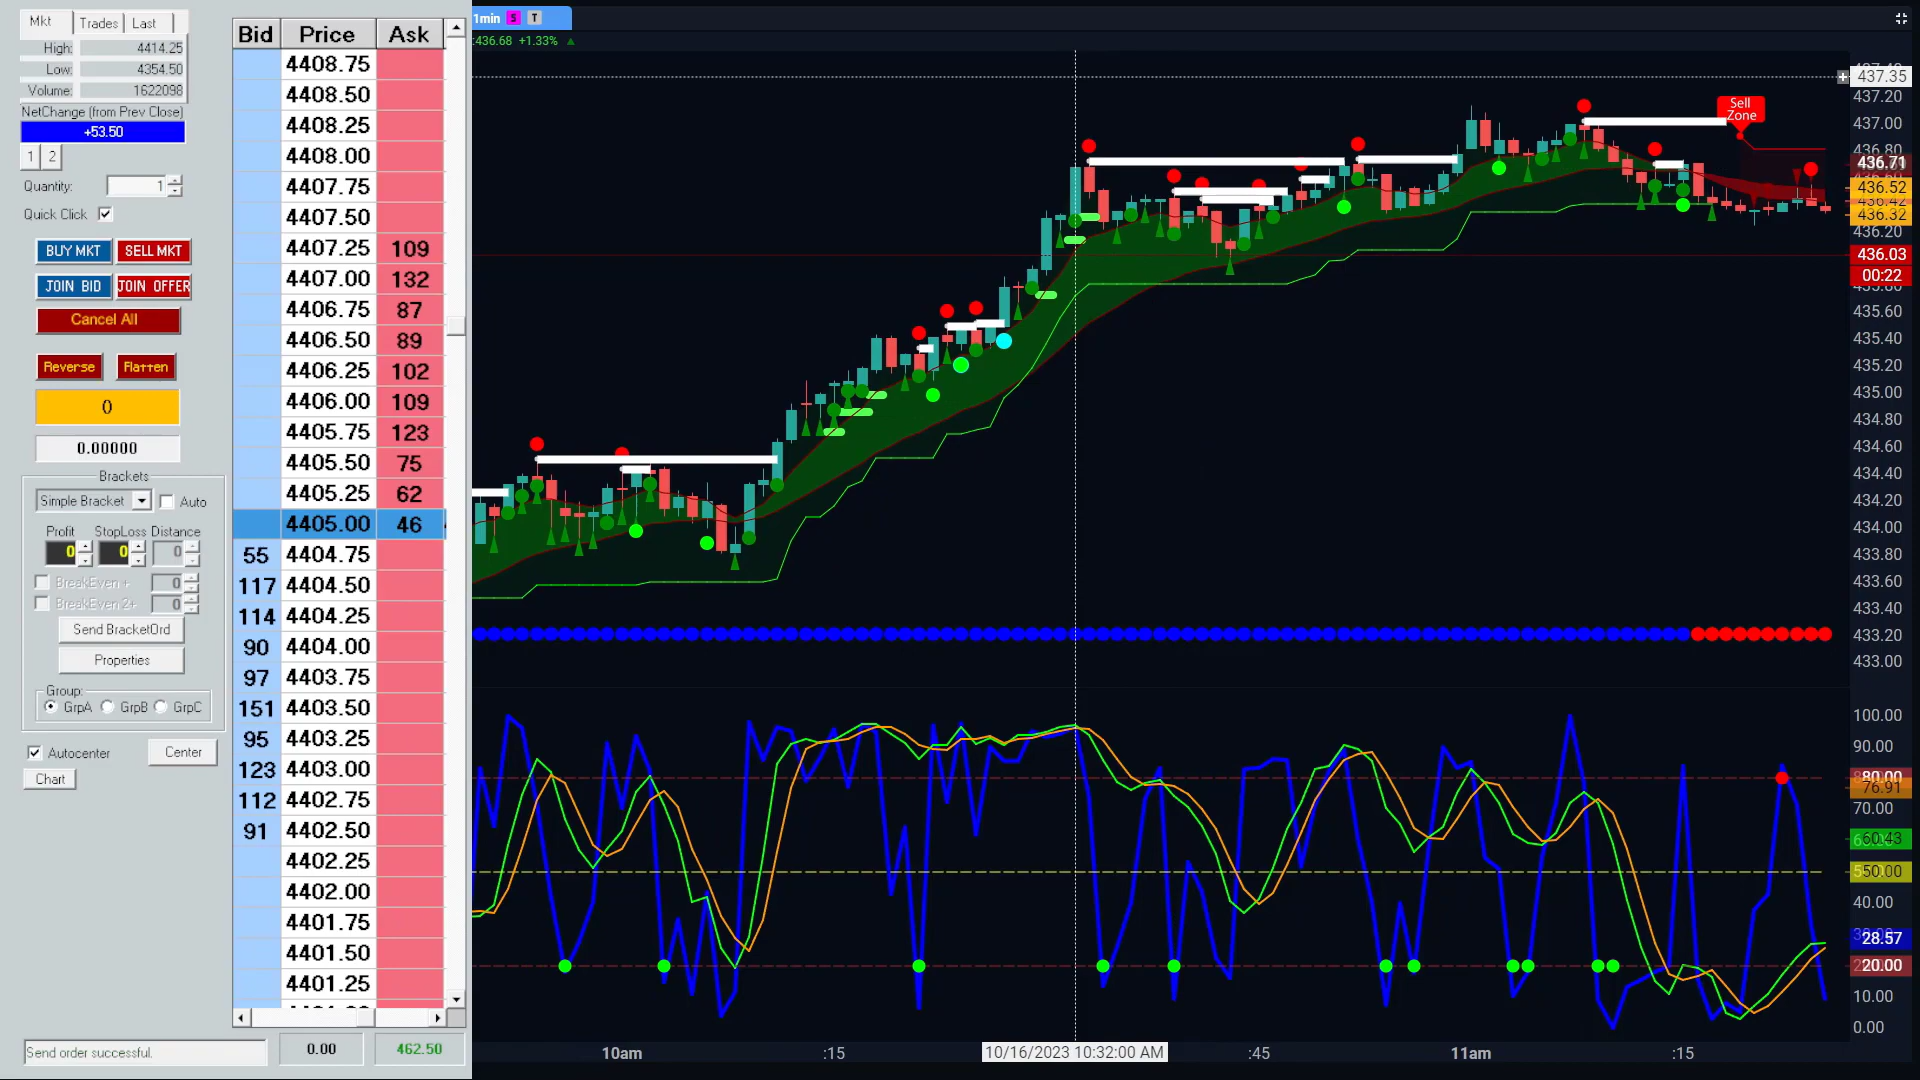 Mkt Trades Last
High: 4414.25
Low: 4354.50
Volume: 1622098
NetChange (from Prev Close)
+53.50
1 2
Quantity: 1
Quick Click
BUY MKT SELL MKT
JOIN BID JOIN OFFER
Cancel All
Reverse Flatten
0
0.00000
Brackets
Simple Bracket Auto
Profit StopLoss Distance
0 0 0
BreakEven + 0
BreakEven 2+ 0
Send BracketOrd
Properties
Group:
GrpA GrpB GrpC
Autocenter Center
Chart
Send order successful.
Bid Price Ask
4408.75
4408.50
4408.25
4408.00
4407.75
4407.50
4407.25 109
4407.00 132
4406.75 87
4406.50 89
4406.25 102
4406.00 109
4405.75 123
4405.50 75
4405.25 62
4405.00 46
55 4404.75
117 4404.50
114 4404.25
90 4404.00
97 4403.75
151 4403.50
95 4403.25
123 4403.00
112 4402.75
91 4402.50
4402.25
4402.00
4401.75
4401.50
4401.25
0.00 462.50
1min S T
436.68 +1.33%
Sell
Zone
437.35
437.20
437.00
436.80
436.71
436.52
436.42
436.32
436.20
436.03
00:22
435.80
435.60
435.40
435.20
435.00
434.80
434.60
434.40
434.20
434.00
433.80
433.60
433.40
433.20
433.00
100.00
90.00
80.00
76.91
70.00
60.43
50.00
40.00
28.57
20.00
10.00
0.00
10am :15 10/16/2023 10:32:00 AM :45 11am :15